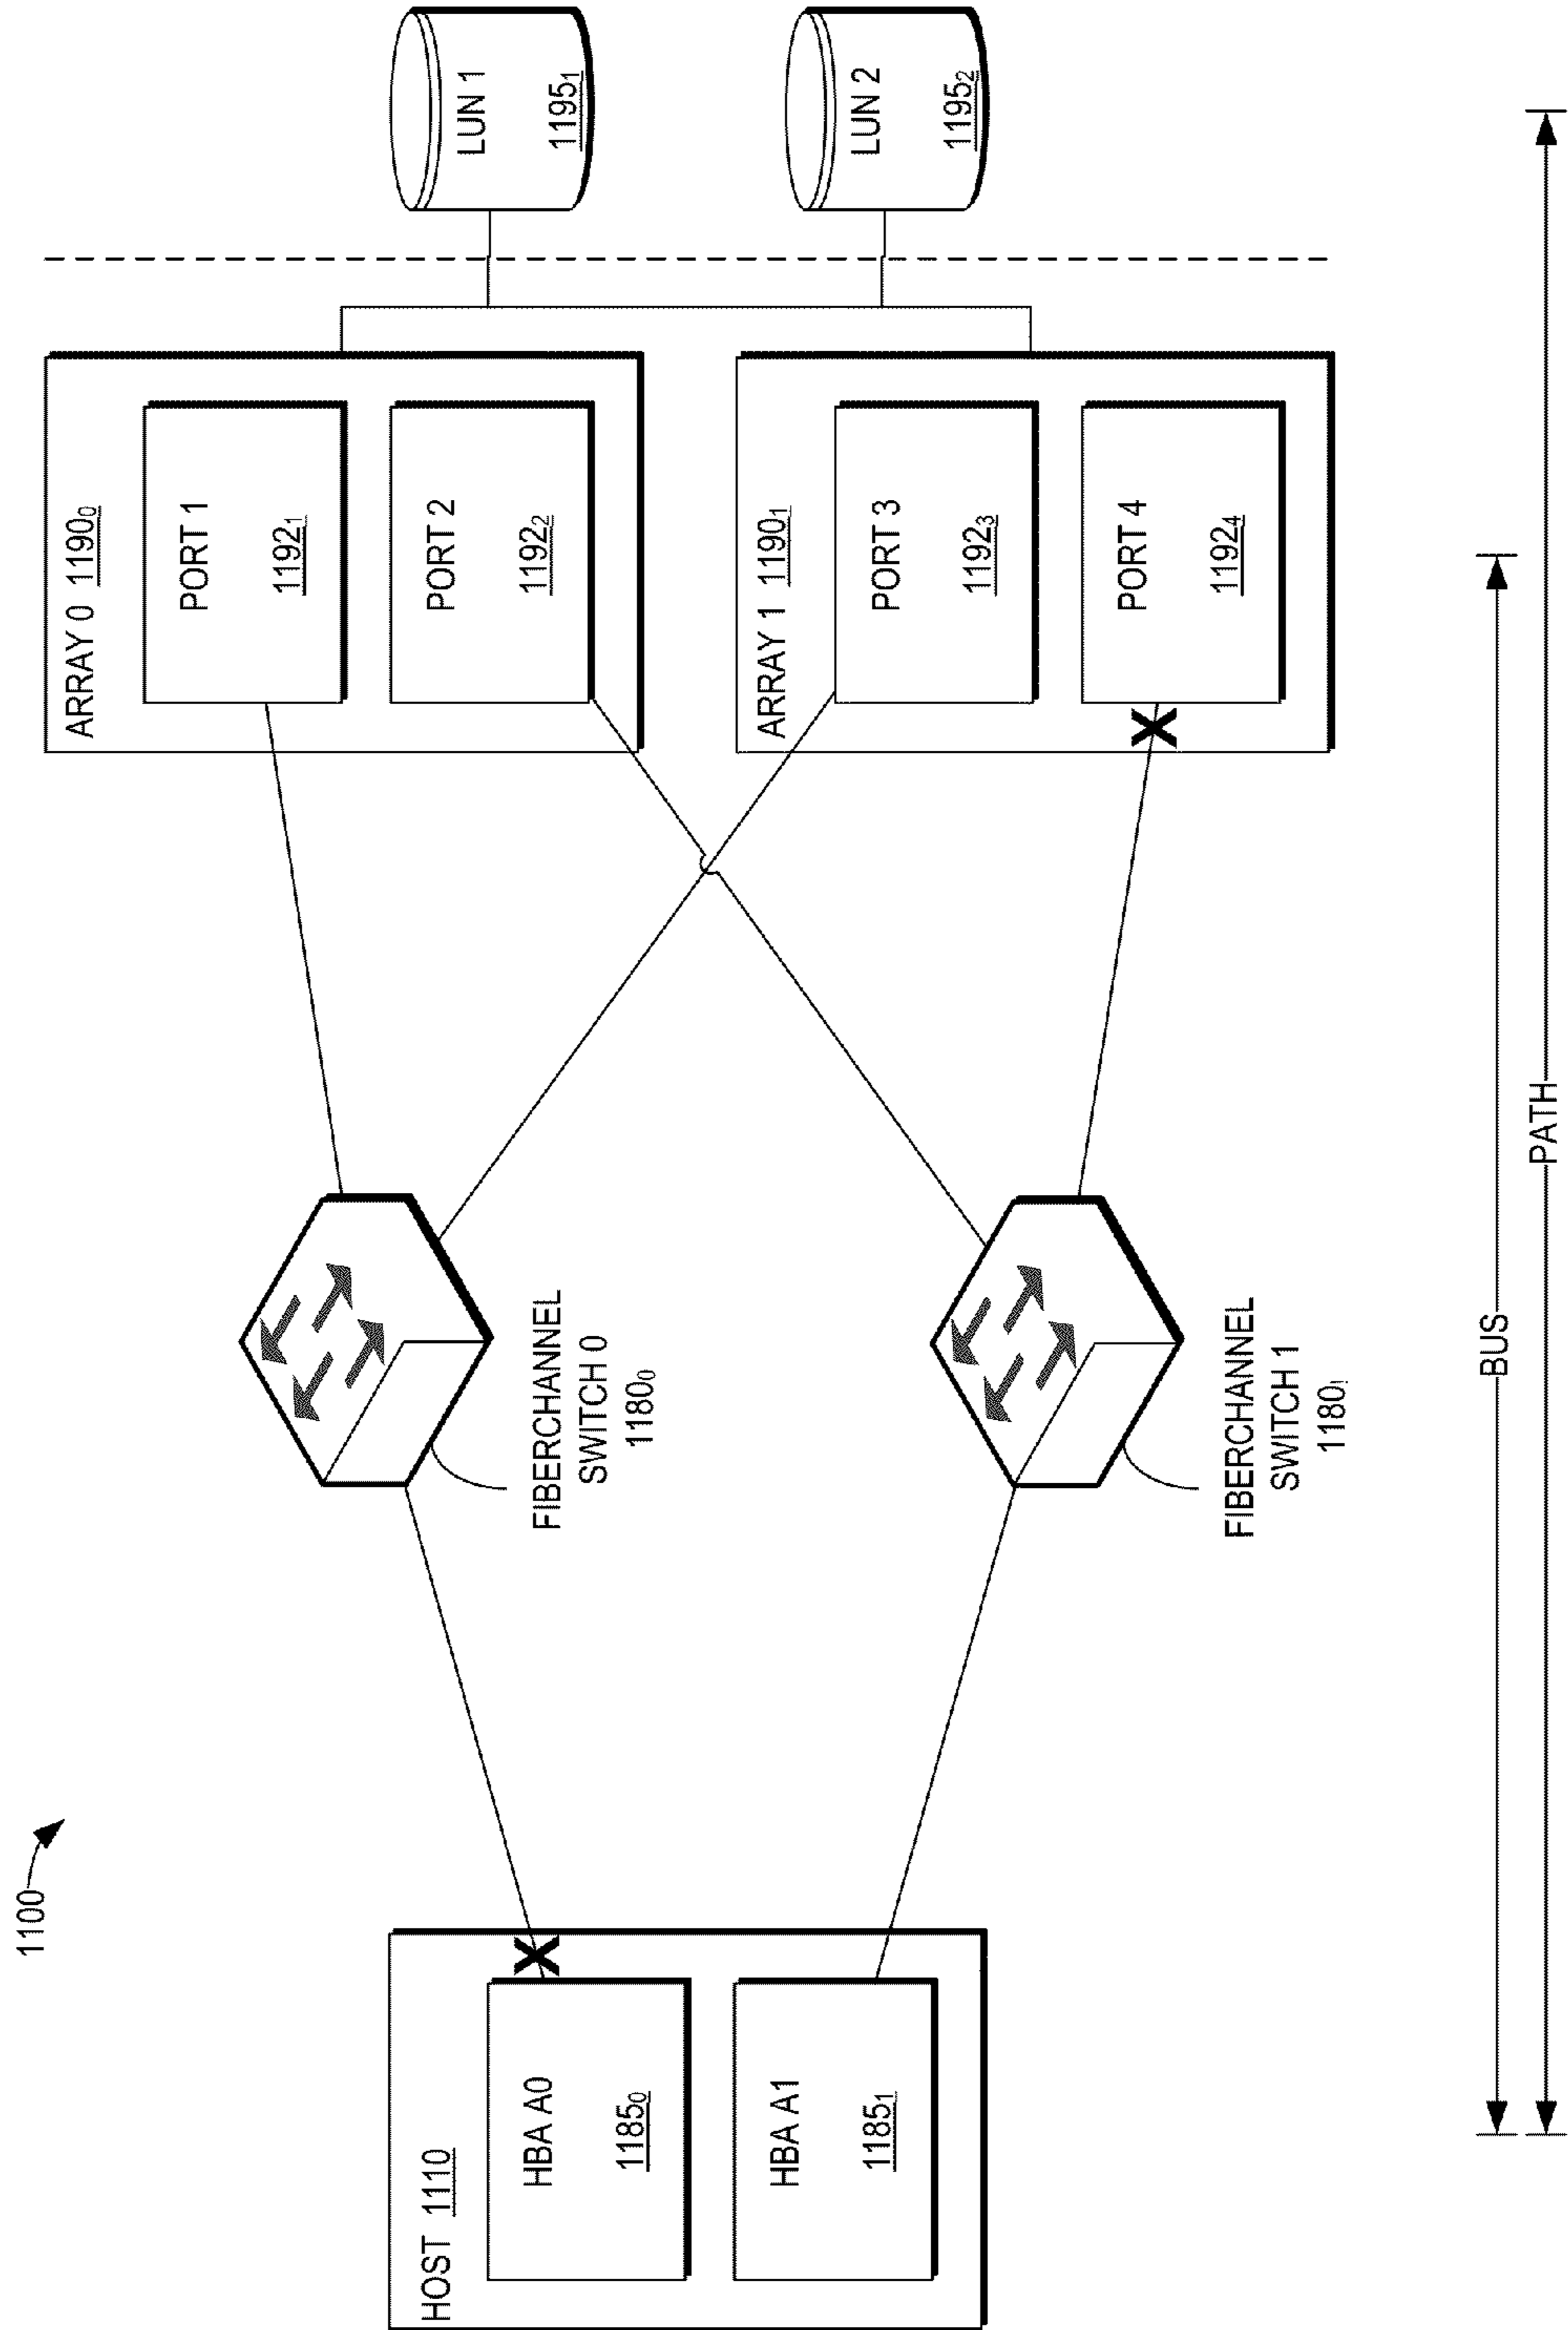 1100
HOST 1110
HBA A0
1185₀
HBA A1
1185₁
FIBERCHANNEL
SWITCH 0
1180₀
FIBERCHANNEL
SWITCH 1
1180₁
ARRAY 0 1190₀
PORT 1
1192₁
PORT 2
1192₂
ARRAY 1 1190₁
PORT 3
1192₃
PORT 4
1192₄
LUN 1
1195₁
LUN 2
1195₂
BUS
PATH